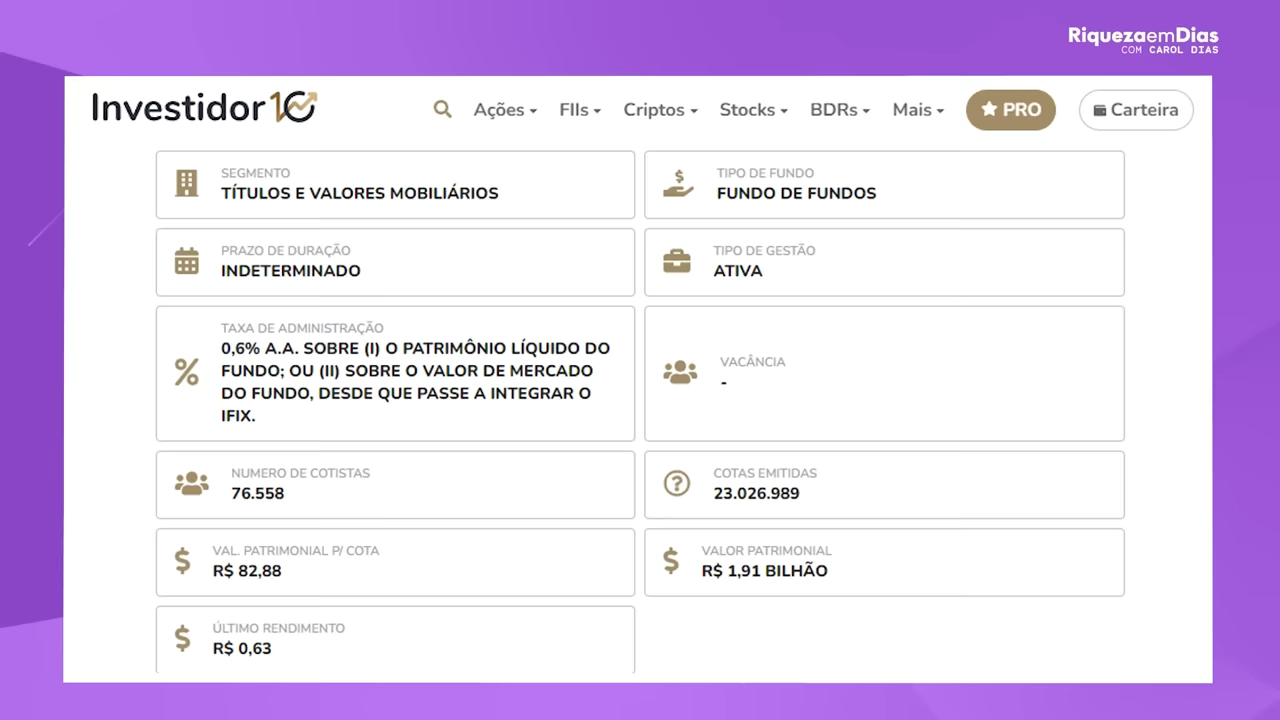 RiquezaemDias
COM CAROL DIAS
Investidor10
Ações
FIIs
Criptos
Stocks
BDRs
Mais
PRO
Carteira
SEGMENTO
TÍTULOS E VALORES MOBILIÁRIOS
TIPO DE FUNDO
FUNDO DE FUNDOS
PRAZO DE DURAÇÃO
INDETERMINADO
TIPO DE GESTÃO
ATIVA
TAXA DE ADMINISTRAÇÃO
0,6% A.A. SOBRE (I) O PATRIMÔNIO LÍQUIDO DO
FUNDO; OU (II) SOBRE O VALOR DE MERCADO
DO FUNDO, DESDE QUE PASSE A INTEGRAR O
IFIX.
VACÂNCIA
-
NUMERO DE COTISTAS
76.558
COTAS EMITIDAS
23.026.989
VAL. PATRIMONIAL P/ COTA
R$ 82,88
VALOR PATRIMONIAL
R$ 1,91 BILHÃO
ÚLTIMO RENDIMENTO
R$ 0,63